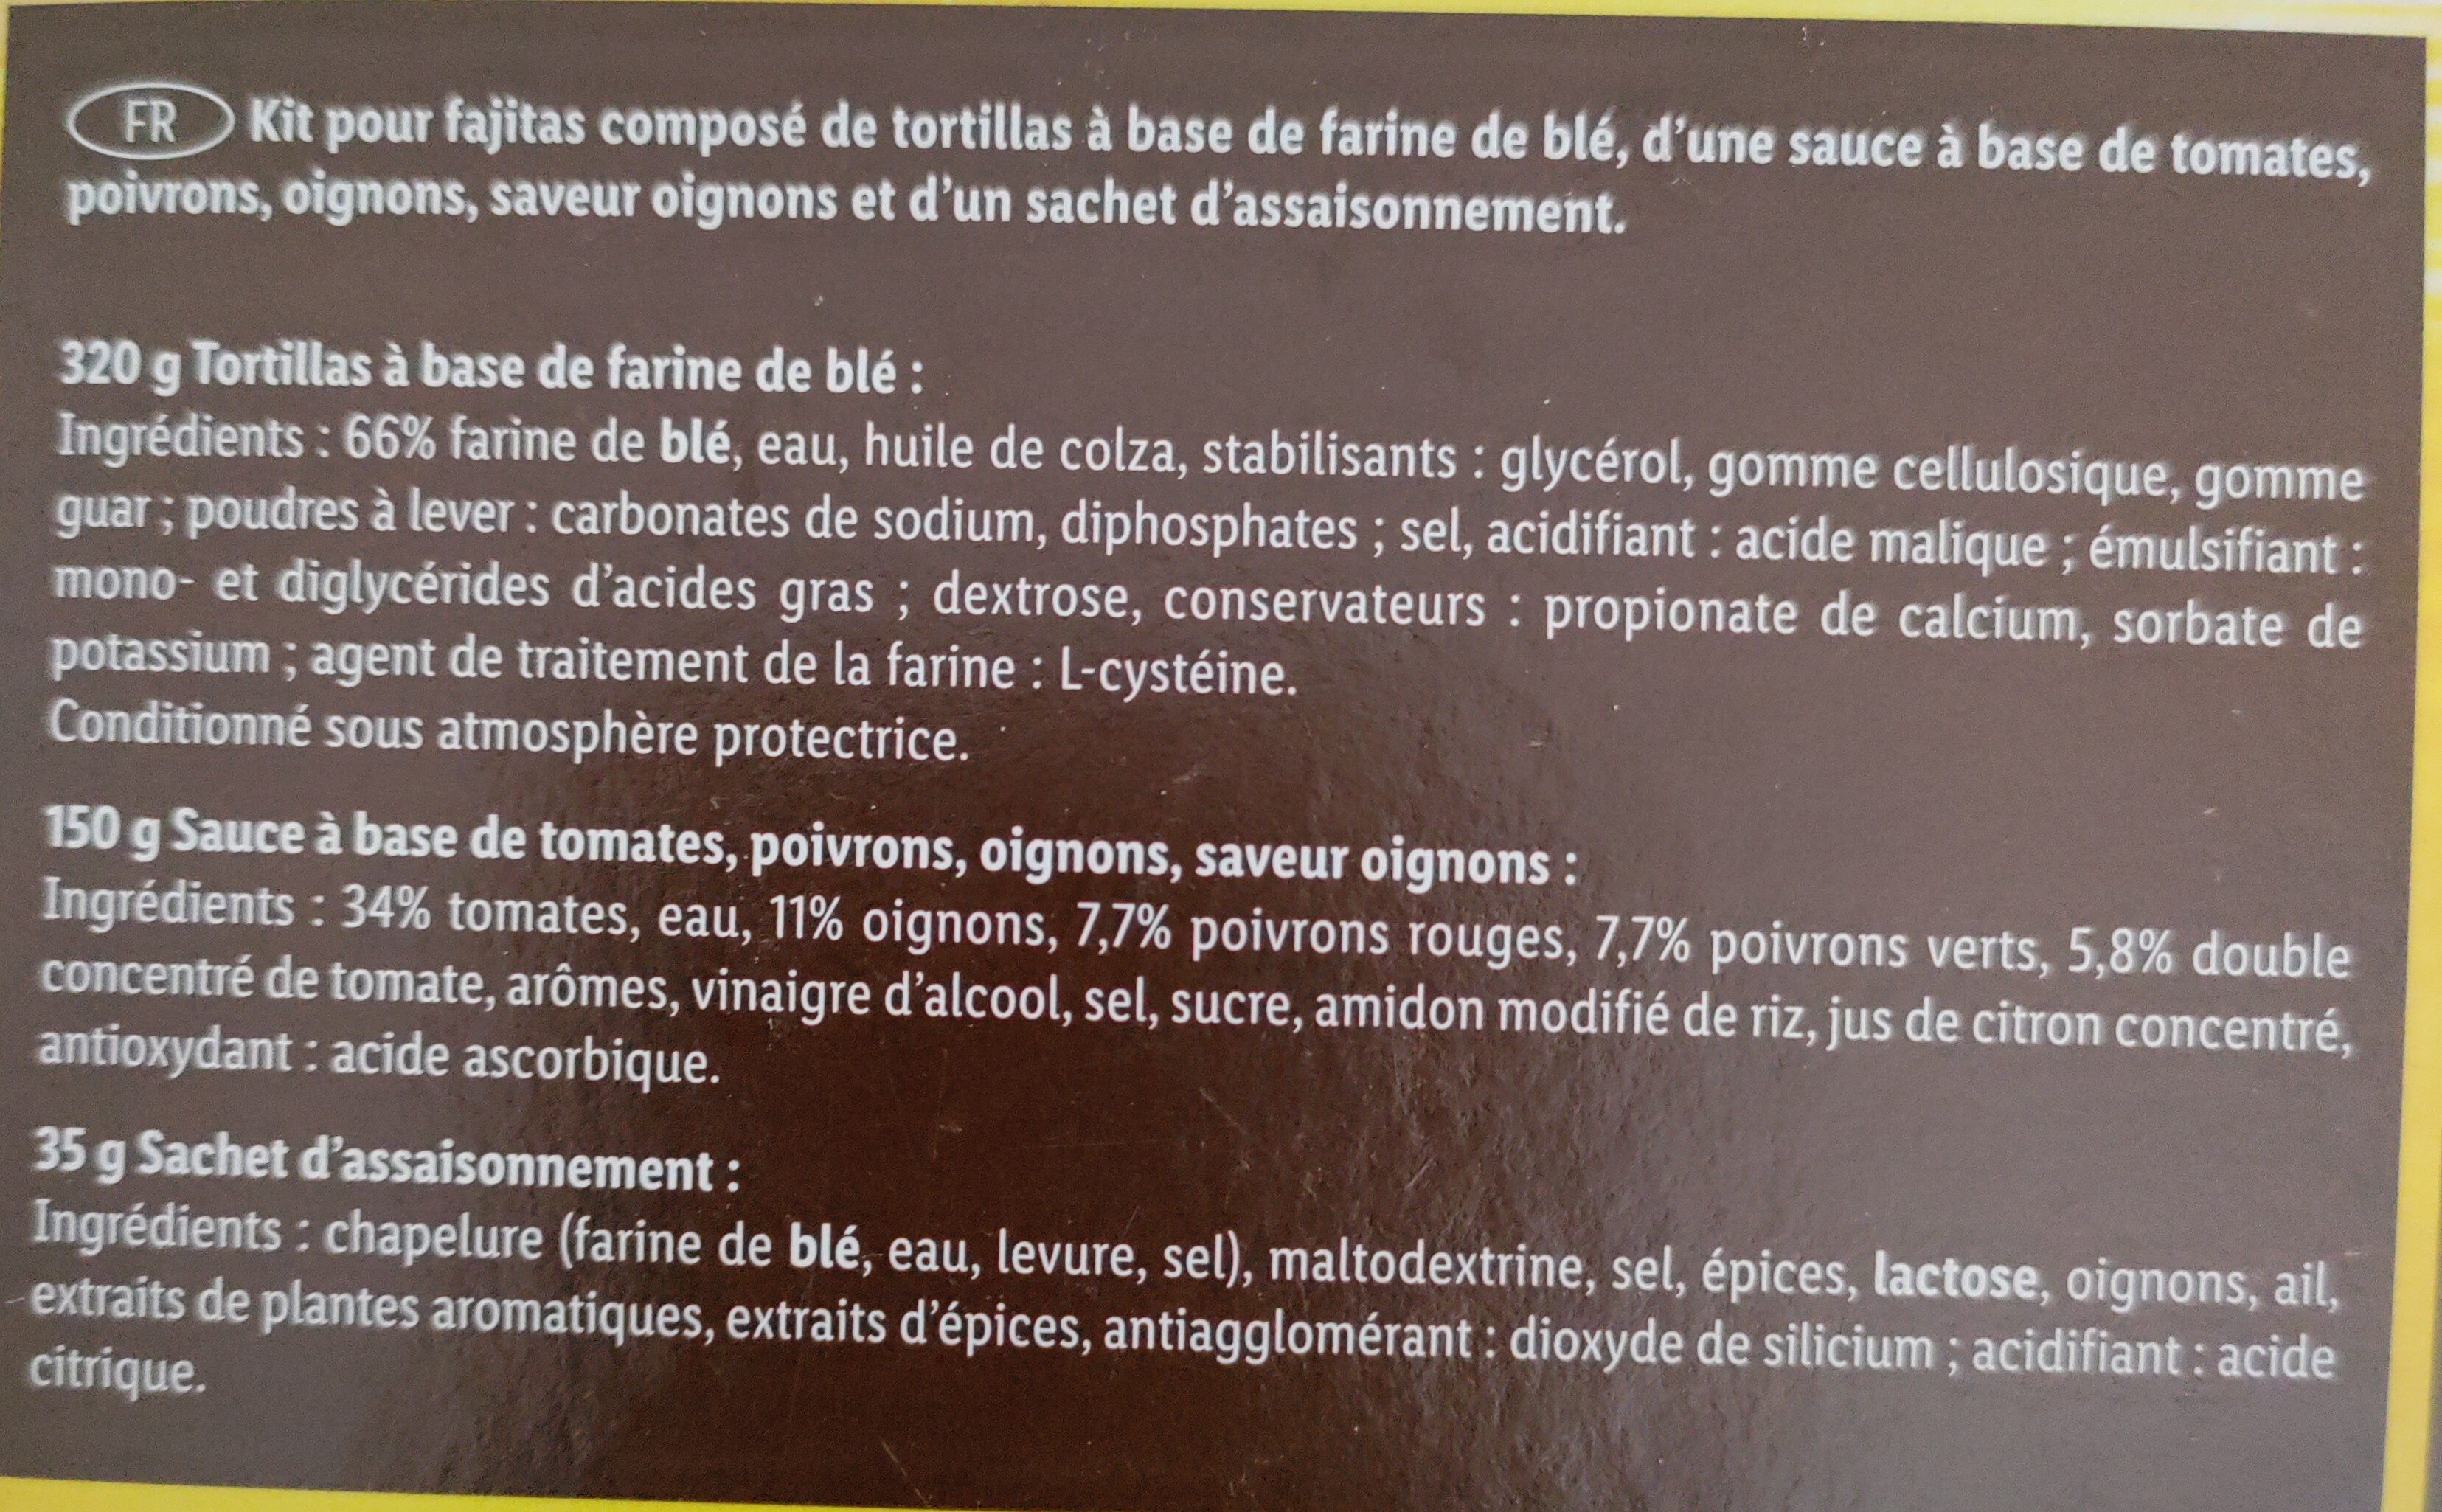 FR Kit pour fajitas composé de tortillas à base de farine de blé, d'une sauce à base de tomates,
poivrons, oignons, saveur oignons et d'un sachet d'assaisonnement.
320 g Tortillas à base de farine de blé :
Ingrédients : 66% farine de blé, eau, huile de colza, stabilisants : glycérol, gomme cellulosique, gomme
guar ; poudres à lever : carbonates de sodium, diphosphates ; sel, acidifiant : acide malique ; émulsifiant :
mono- et diglycérides d'acides gras ; dextrose, conservateurs : propionate de calcium, sorbate de
potassium ; agent de traitement de la farine : L-cystéine.
Conditionné sous atmosphère protectrice.
150 g Sauce à base de tomates, poivrons, oignons, saveur oignons :
Ingrédients : 34% tomates, eau, 11% oignons, 7,7% poivrons rouges, 7,7% poivrons verts, 5,8% double
concentré de tomate, arômes, vinaigre d'alcool, sel, sucre, amidon modifié de riz, jus de citron concentré,
antioxydant : acide ascorbique.
35 g Sachet d'assaisonnement :
Ingrédients : chapelure (farine de blé, eau, levure, sel), maltodextrine, sel, épices, lactose, oignons, ail,
extraits de plantes aromatiques, extraits d'épices, antiagglomérant : dioxyde de silicium ; acidifiant : acide
citrique.